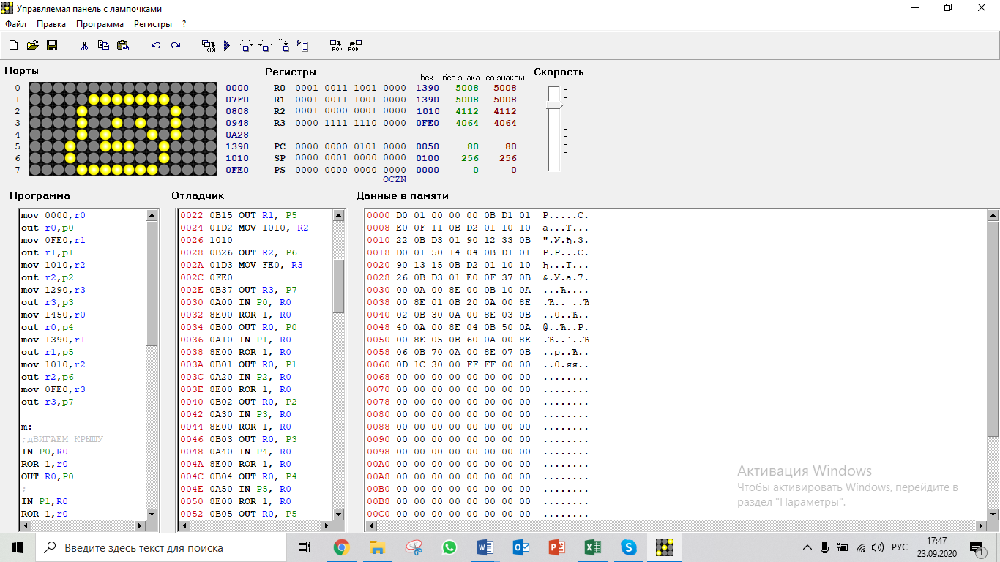 Управляемая панель с лампочками
Файл Правка Программа Регистры ?
Порты
0 0000
1 07F0
2 0808
3 0948
4 0A28
5 1390
6 1010
7 0FE0
Регистры hex без знака со знаком
R0 0001 0011 1001 0000 1390 5008 5008
R1 0001 0011 1001 0000 1390 5008 5008
R2 0001 0000 0001 0000 1010 4112 4112
R3 0000 1111 1110 0000 0FE0 4064 4064
PC 0000 0000 0101 0000 0050 80 80
SP 0000 0001 0000 0000 0100 256 256
PS 0000 0000 0000 0000 0000 0 0
OCZN
Скорость
Программа
mov 0000,r0
out r0,p0
mov 0FE0,r1
out r1,p1
mov 1010,r2
out r2,p2
mov 1290,r3
out r3,p3
mov 1450,r0
out r0,p4
mov 1390,r1
out r1,p5
mov 1010,r2
out r2,p6
mov 0FE0,r3
out r3,p7
m:
;дВИГАЕМ КРЫШУ
IN P0,R0
ROR 1,r0
OUT R0,P0
;
IN P1,R0
ROR 1,r0
Отладчик
0022 0B15 OUT R1, P5
0024 01D2 MOV 1010, R2
0026 1010
0028 0B26 OUT R2, P6
002A 01D3 MOV FE0, R3
002C 0FE0
002E 0B37 OUT R3, P7
0030 0A00 IN P0, R0
0032 8E00 ROR 1, R0
0034 0B00 OUT R0, P0
0036 0A10 IN P1, R0
0038 8E00 ROR 1, R0
003A 0B01 OUT R0, P1
003C 0A20 IN P2, R0
003E 8E00 ROR 1, R0
0040 0B02 OUT R0, P2
0042 0A30 IN P3, R0
0044 8E00 ROR 1, R0
0046 0B03 OUT R0, P3
0048 0A40 IN P4, R0
004A 8E00 ROR 1, R0
004C 0B04 OUT R0, P4
004E 0A50 IN P5, R0
0050 8E00 ROR 1, R0
0052 0B05 OUT R0, P5
Данные в памяти
0000 D0 01 00 00 00 0B D1 01 Р.....С.
0008 E0 0F 11 0B D2 01 10 10 а...Т...
0010 22 0B D3 01 90 12 33 0B ".У.ђ.3.
0018 D0 01 50 14 04 0B D1 01 Р.P...С.
0020 90 13 15 0B D2 01 10 10 ђ...Т...
0028 26 0B D3 01 E0 0F 37 0B &.У.а.7.
0030 00 0A 00 8E 00 0B 10 0A ...Ћ....
0038 00 8E 01 0B 20 0A 00 8E .Ћ.. ..Ћ
0040 02 0B 30 0A 00 8E 03 0B ..0..Ћ..
0048 40 0A 00 8E 04 0B 50 0A @..Ћ..P.
0050 00 8E 05 0B 60 0A 00 8E .Ћ..`..Ћ
0058 06 0B 70 0A 00 8E 07 0B ..p..Ћ..
0060 0D 1C 30 00 FF FF 00 00 ..0.яя..
0068 00 00 00 00 00 00 00 00 ........
0070 00 00 00 00 00 00 00 00 ........
0078 00 00 00 00 00 00 00 00 ........
0080 00 00 00 00 00 00 00 00 ........
0088 00 00 00 00 00 00 00 00 ........
0090 00 00 00 00 00 00 00 00 ........
0098 00 00 00 00 00 00 00 00 ........
00A0 00 00 00 00 00 00 00 00 ........
00A8 00 00 00 00 00 00 00 00 ........
00B0 00 00 00 00 00 00 00 00 ........
00B8 00 00 00 00 00 00 00 00 ........
00C0 00 00 00 00 00 00 00 00 ........
Активация Windows
Чтобы активировать Windows, перейдите в
раздел "Параметры".
Введите здесь текст для поиска
РУС
17:47
23.09.2020
1